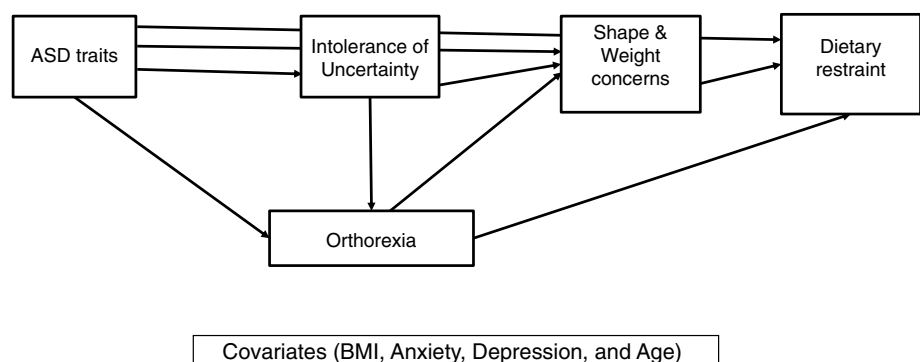 ASD traits
Intolerance of
Uncertainty
Shape &
Weight
concerns
Dietary
restraint
Orthorexia
Covariates (BMI, Anxiety, Depression, and Age)